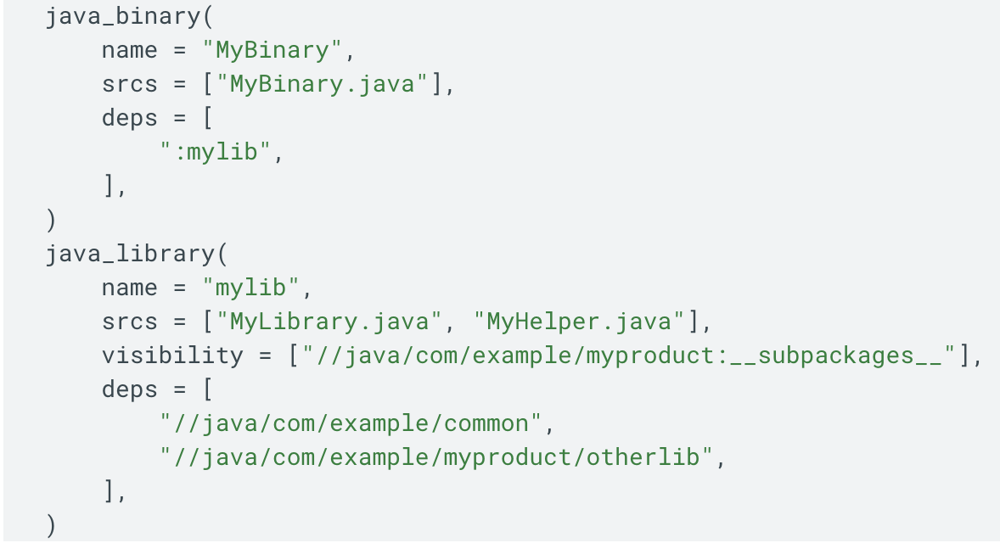 java_binary(
    name = "MyBinary",
    srcs = ["MyBinary.java"],
    deps = [
        ":mylib",
    ],
)
java_library(
    name = "mylib",
    srcs = ["MyLibrary.java", "MyHelper.java"],
    visibility = ["//java/com/example/myproduct:__subpackages__"],
    deps = [
        "//java/com/example/common",
        "//java/com/example/myproduct/otherlib",
    ],
)